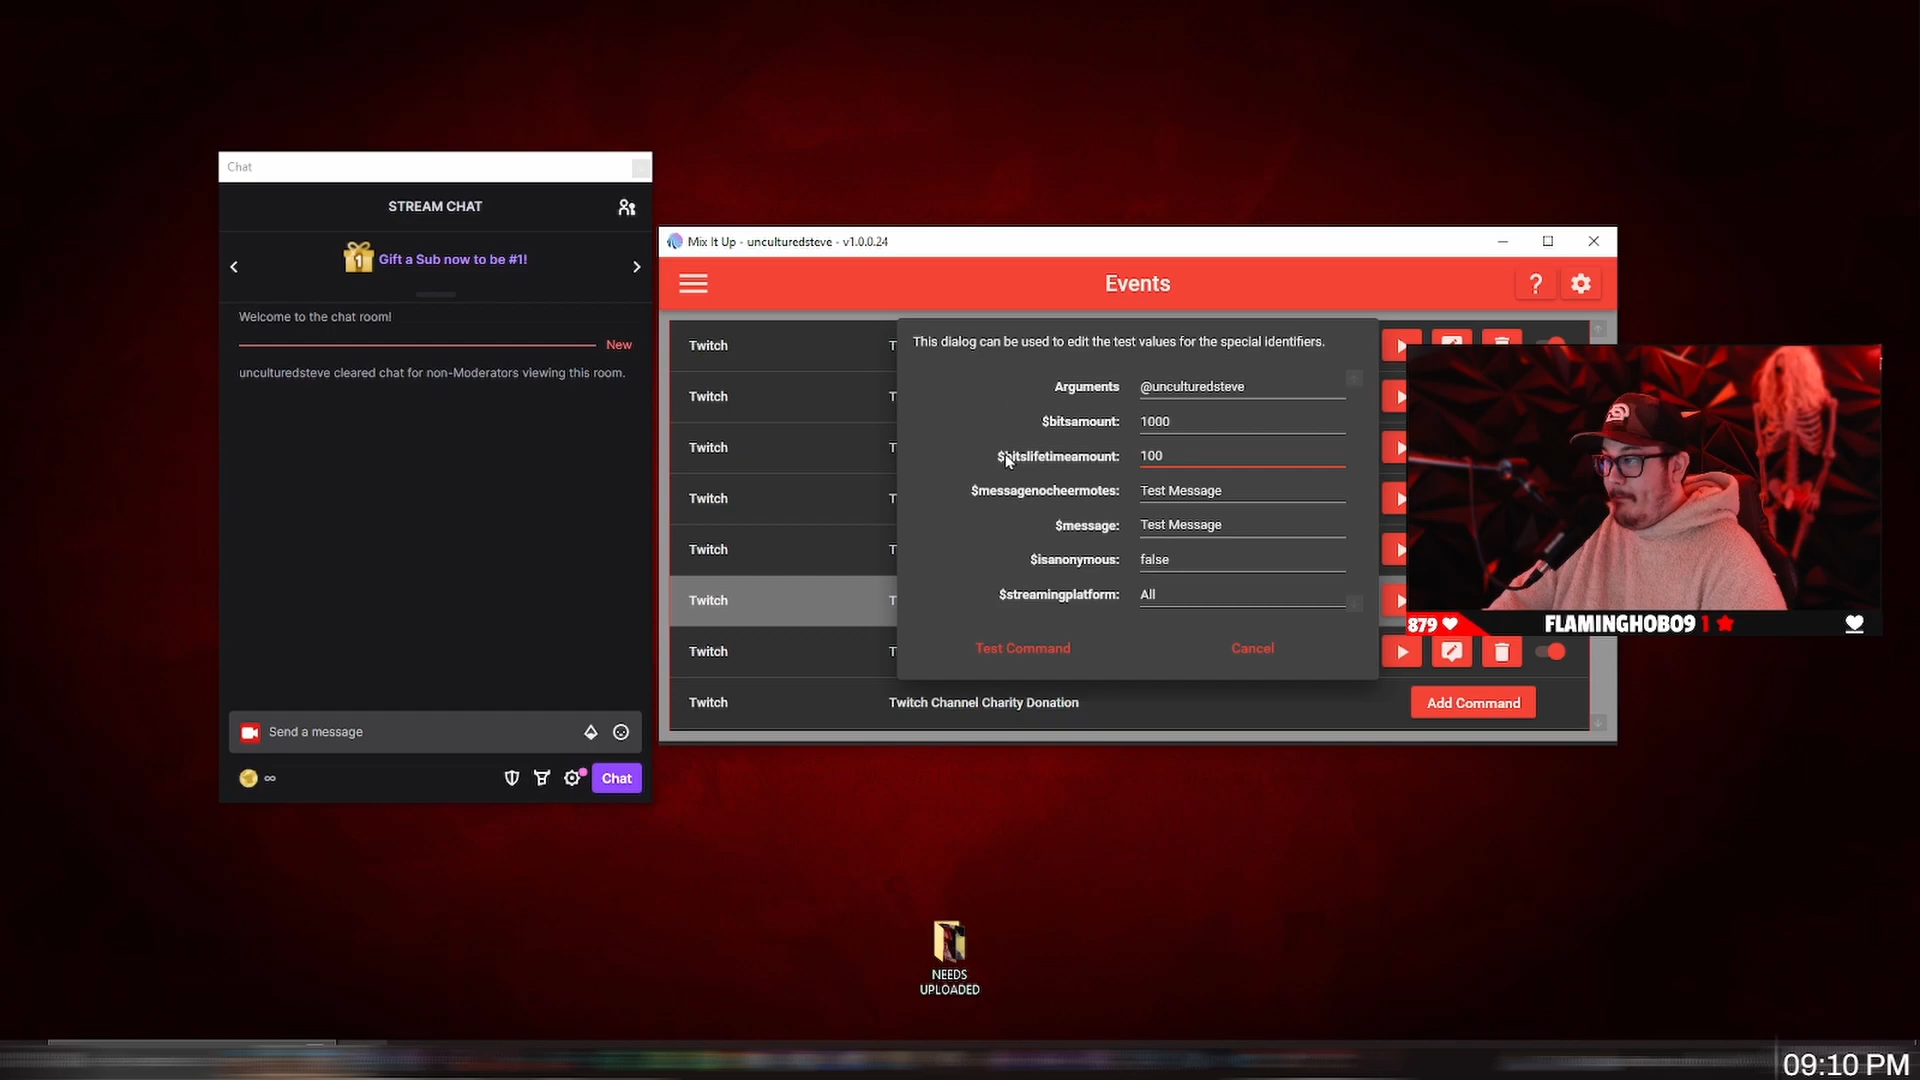 Chat
STREAM CHAT
1 Gift a Sub now to be #1!
Welcome to the chat room!
New
unculturedsteve cleared chat for non-Moderators viewing this room.
Send a message
∞
Chat
Mix It Up - unculturedsteve - v1.0.0.24
Events
?
Twitch T
Twitch T
Twitch T
Twitch T
Twitch T
Twitch T
Twitch T
Twitch Twitch Channel Charity Donation Add Command
This dialog can be used to edit the test values for the special identifiers.
Arguments @unculturedsteve
$bitsamount: 1000
$bitslifetimeamount: 100
$messagenocheermotes: Test Message
$message: Test Message
$isanonymous: false
$streamingplatform: All
Test Command Cancel
879 FLAMINGHOBO9 1
NEEDS
UPLOADED
09:10 PM